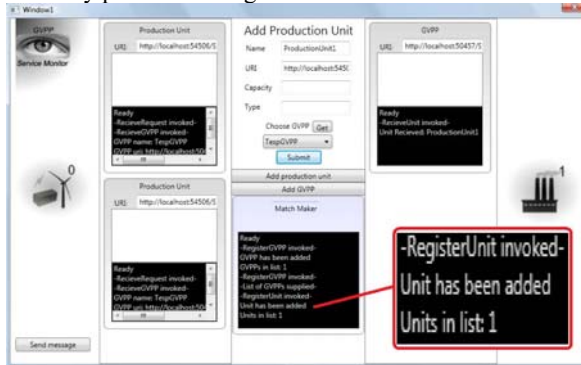 Window1
GVPP
Service Monitor
0
Send message
Production Unit
URI: http://localhost:54506/S
Ready
-RecieveRequest invoked-
-RecieveGVPP invoked-
GVPP name: TespGVPP
GVPP uri: http://localhost:50
Production Unit
URI: http://localhost:54506/S
Ready
-RecieveRequest invoked-
-RecieveGVPP invoked-
GVPP name: TespGVPP
GVPP uri: http://localhost:50
Add Production Unit
Name ProductionUnit1
URI http://localhost:5450
Capacity
Type
Choose GVPP Get
TespGVPP
Submit
Add production unit
Add GVPP
Match Maker
Ready
-RegisterGVPP invoked-
GVPP has been added
GVPPs in list: 1
-RegisterGVPP invoked-
-List of GVPPs supplied-
-RegisterUnit invoked-
Unit has been added
Units in list: 1
GVPP
URI: http://localhost:50457/S
Ready
-RecieveUnit invoked-
Unit Recieved: ProductionUnit1
1
-RegisterUnit invoked-
Unit has been added
Units in list: 1